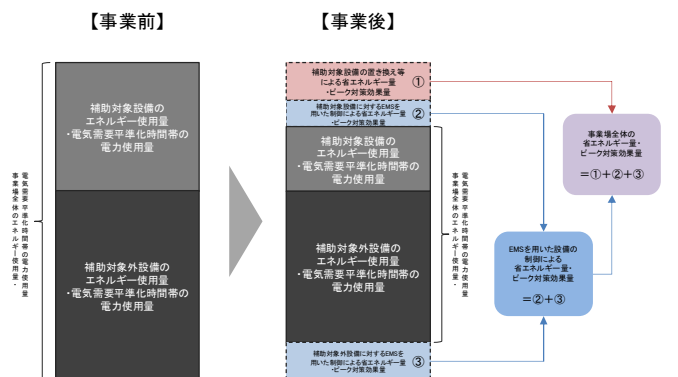 【事業前】
【事業後】
事業場全体のエネルギー使用量・
電気需要平準化時間帯の電力使用量
補助対象設備の
エネルギー使用量
・電気需要平準化時間帯の
電力使用量
補助対象外設備の
エネルギー使用量
・電気需要平準化時間帯の
電力使用量
補助対象設備の置き換え等
による省エネルギー量
・ピーク対策効果量
①
補助対象設備に対するEMSを
用いた制御による省エネルギー量
・ピーク対策効果量
②
補助対象設備の
エネルギー使用量
・電気需要平準化時間帯の
電力使用量
補助対象外設備の
エネルギー使用量
・電気需要平準化時間帯の
電力使用量
補助対象外設備に対するEMSを
用いた制御による省エネルギー量
・ピーク対策効果量
③
事業場全体のエネルギー使用量・
電気需要平準化時間帯の電力使用量
事業場全体の
省エネルギー量・
ピーク対策効果量
＝①＋②＋③
EMSを用いた設備の
制御による
省エネルギー量・
ピーク対策効果量
＝②＋③